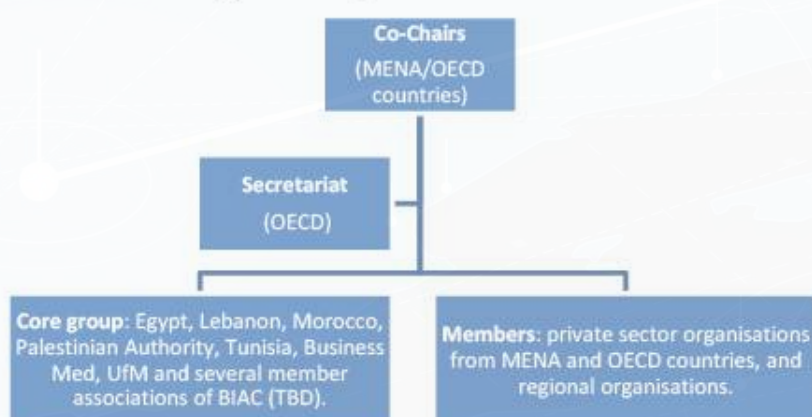 Co-Chairs
(MENA/OECD
countries)
Secretariat
(OECD)
Core group: Egypt, Lebanon, Morocco,
Palestinian Authority, Tunisia, Business
Med, UfM and several member
associations of BIAC (TBD).
Members: private sector organisations
from MENA and OECD countries, and
regional organisations.